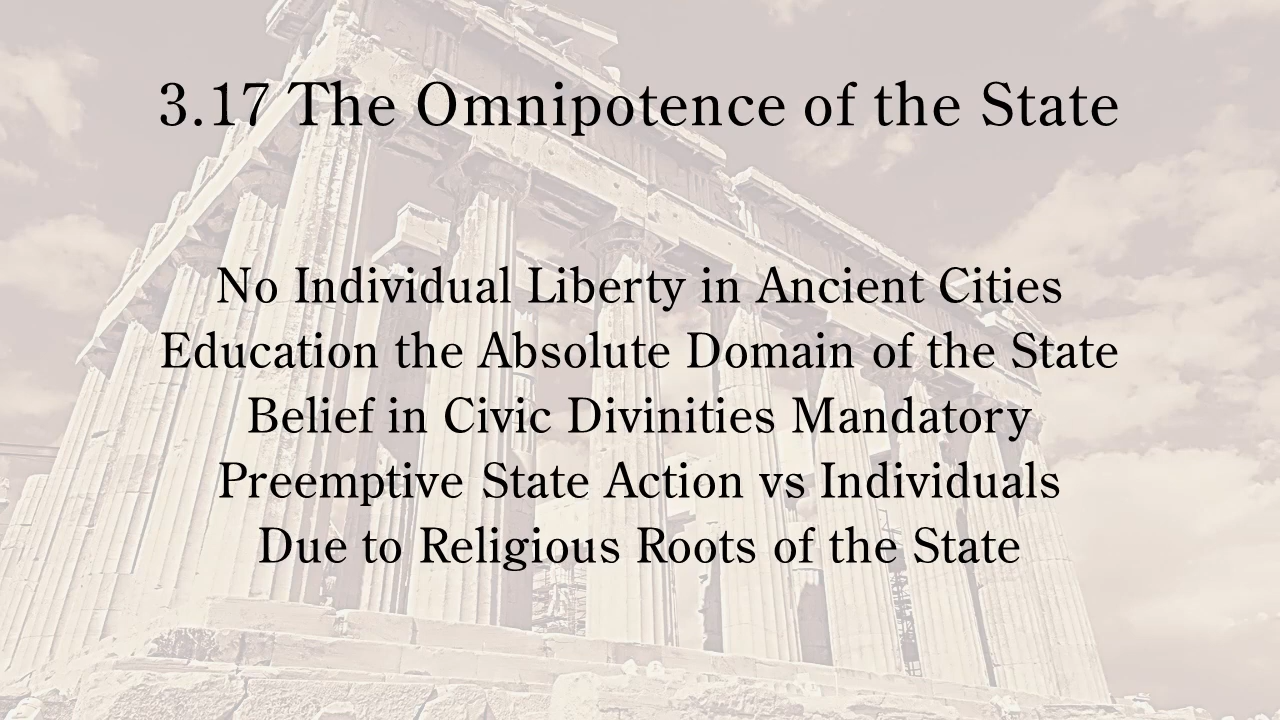 3.17 The Omnipotence of the State
No Individual Liberty in Ancient Cities
Education the Absolute Domain of the State
Belief in Civic Divinities Mandatory
Preemptive State Action vs Individuals
Due to Religious Roots of the State